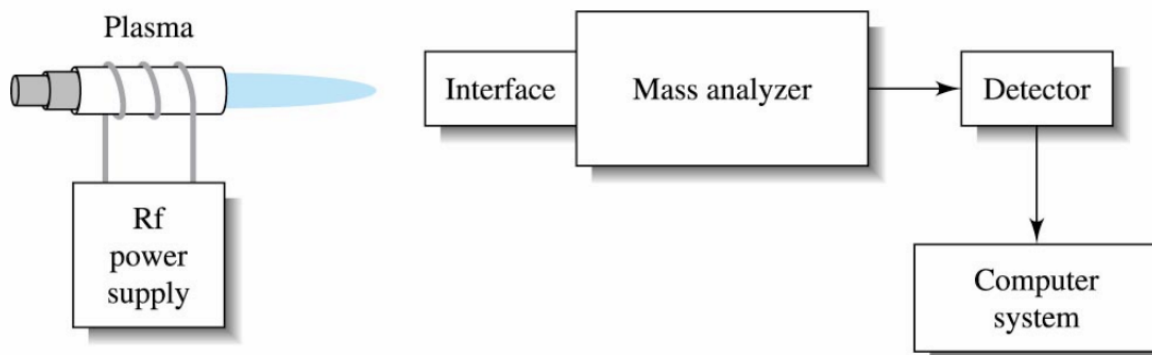 Plasma
Interface
Mass analyzer
Detector
Rf
power
supply
Computer
system